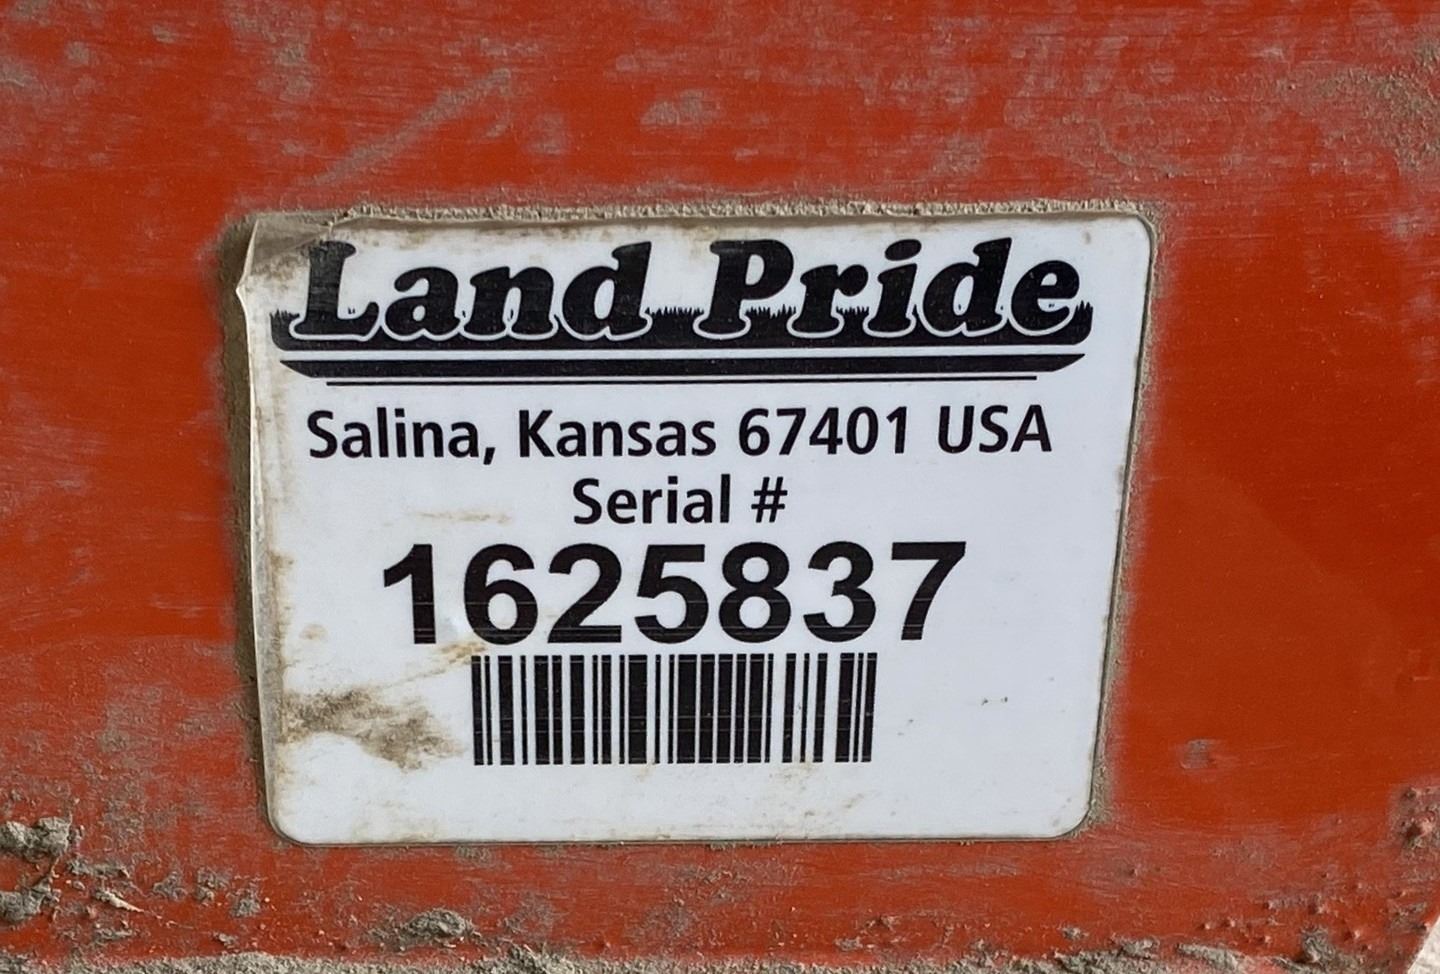 Land Pride
Salina, Kansas 67401 USA
Serial #
1625837